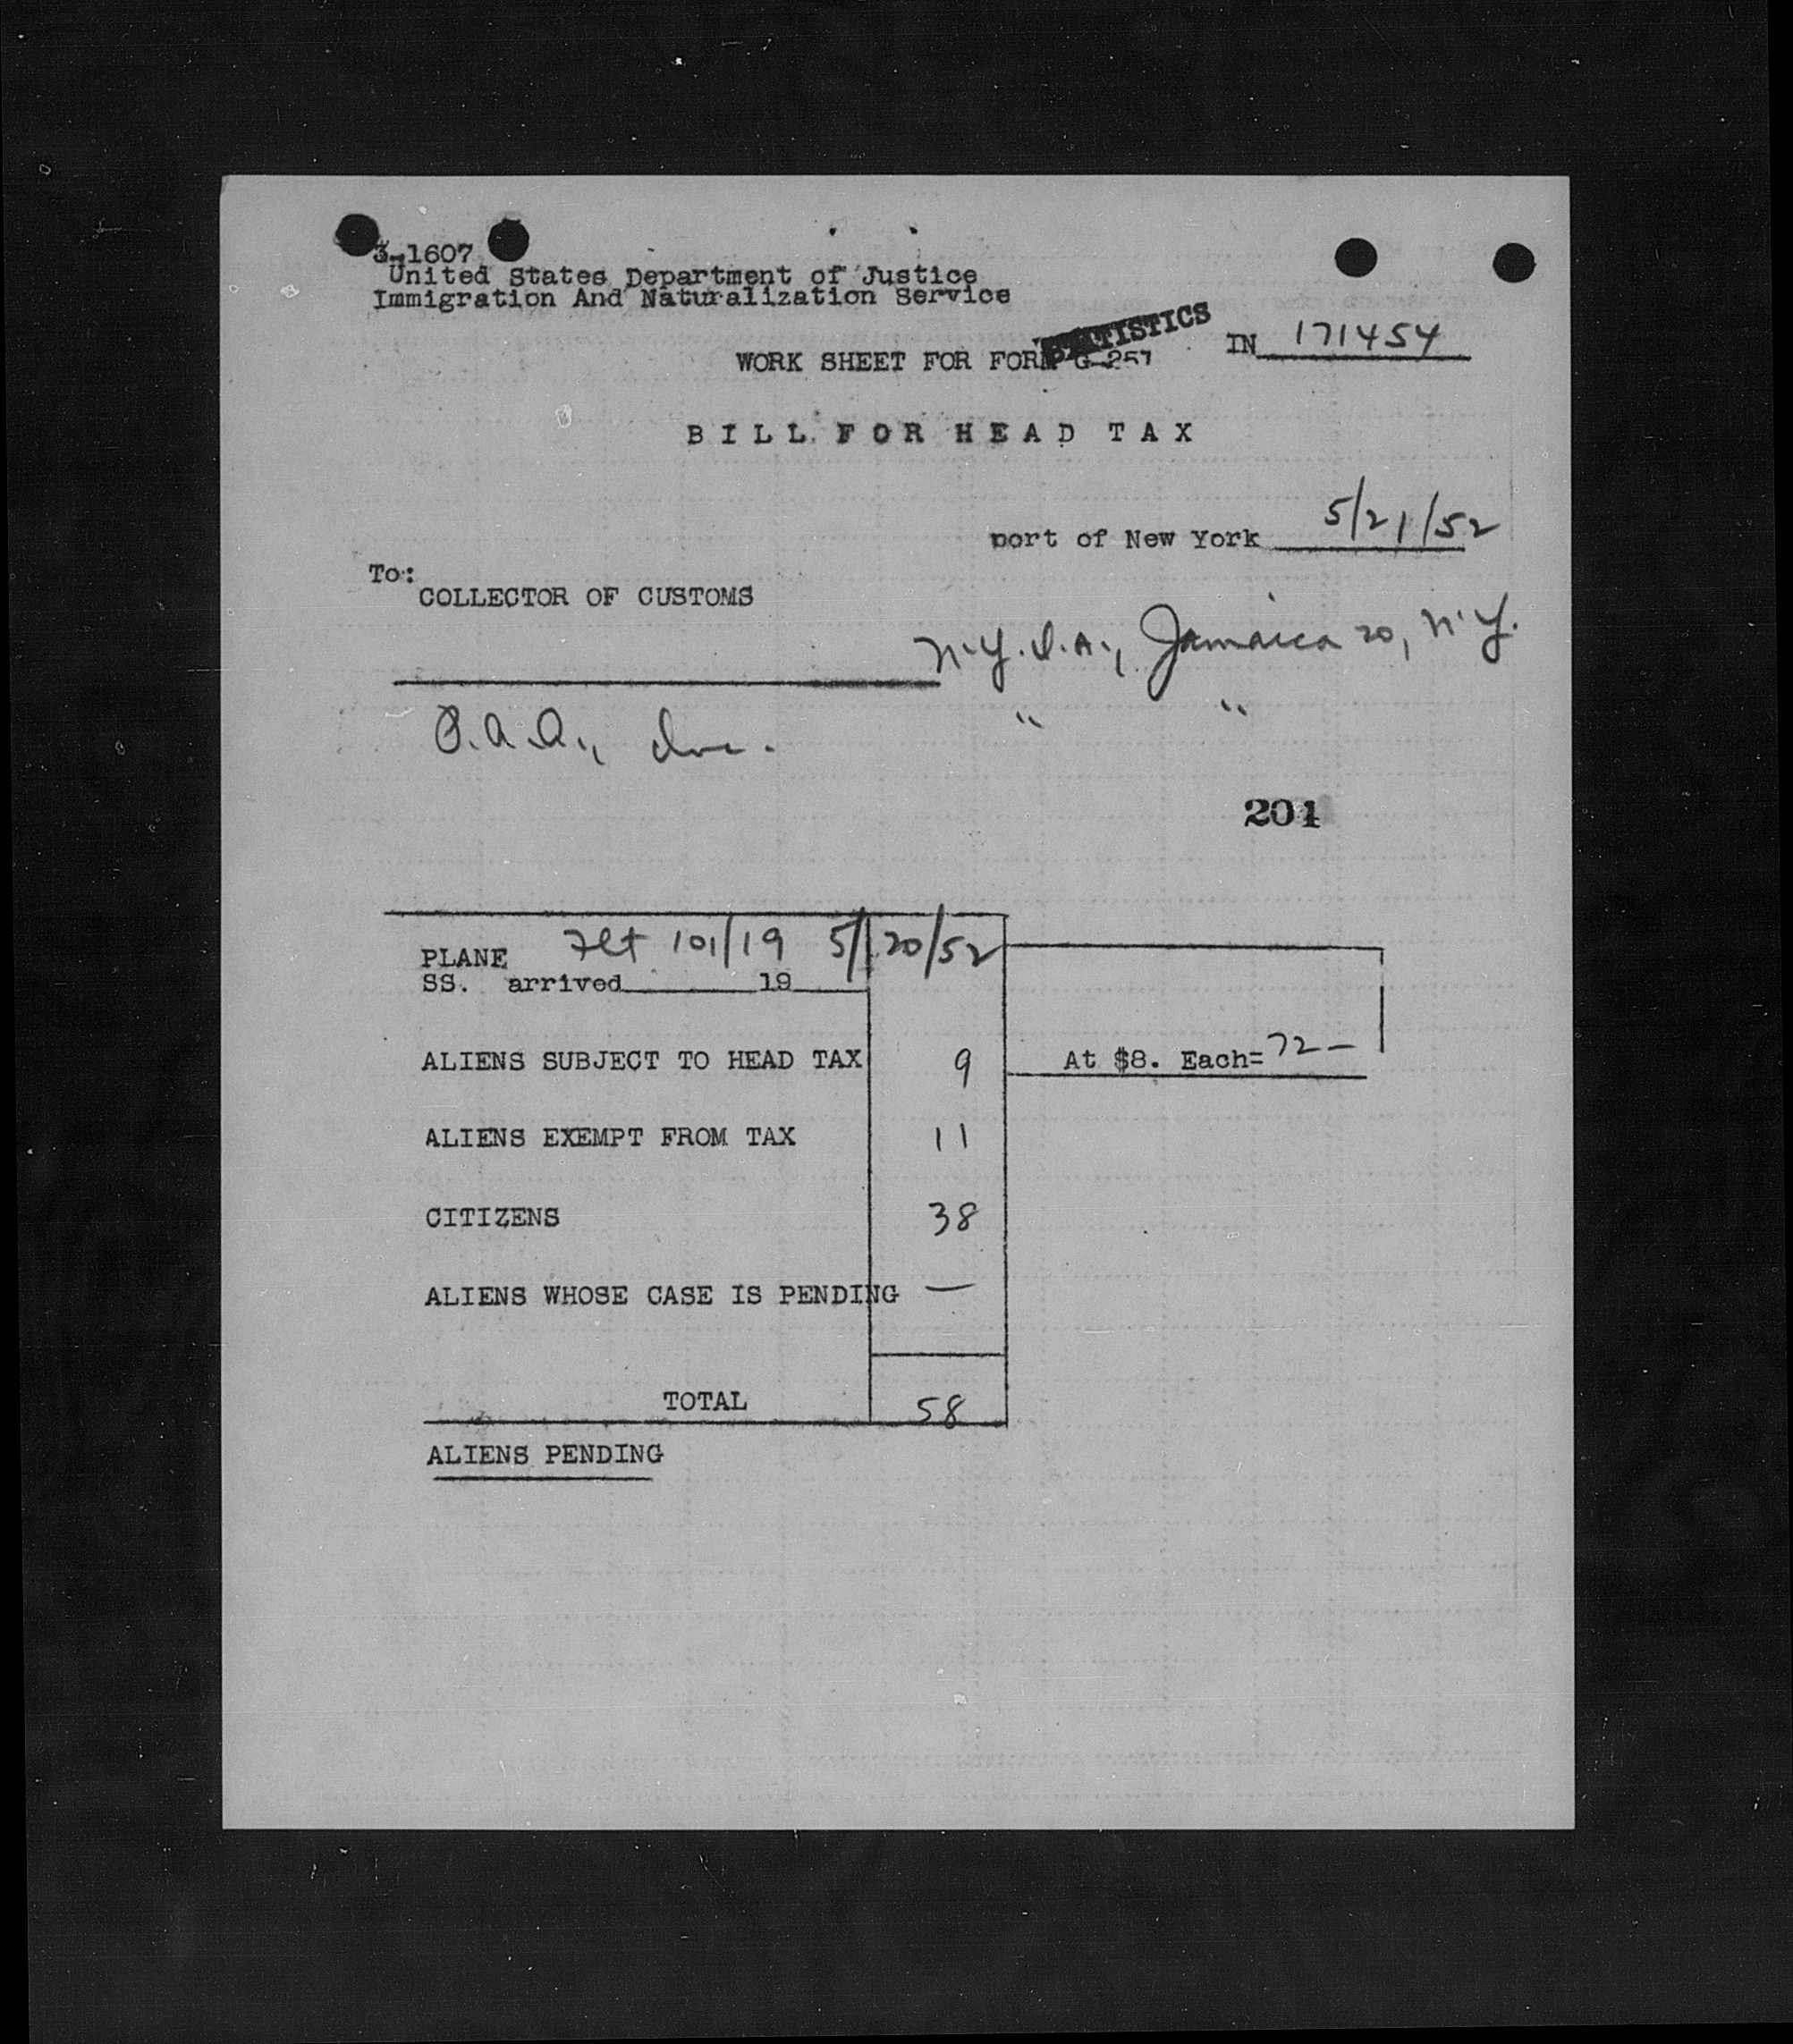 3-1607
United States Department of Justice
Immigration And Naturalization Service
STATISTICS
WORK SHEET FOR FORM G-257 IN 171454
BILL FOR HEAD TAX
port of New York 5/21/52
To:
COLLECTOR OF CUSTOMS
N.Y.I.A., Jamaica 20, N.Y.
P.A.A., Inc. " "
201
PLANE Flt 101/19 5/20/52
SS. arrived 19
ALIENS SUBJECT TO HEAD TAX 9 At $8. Each= 72 —
ALIENS EXEMPT FROM TAX 11
CITIZENS 38
ALIENS WHOSE CASE IS PENDING —
TOTAL 58
ALIENS PENDING